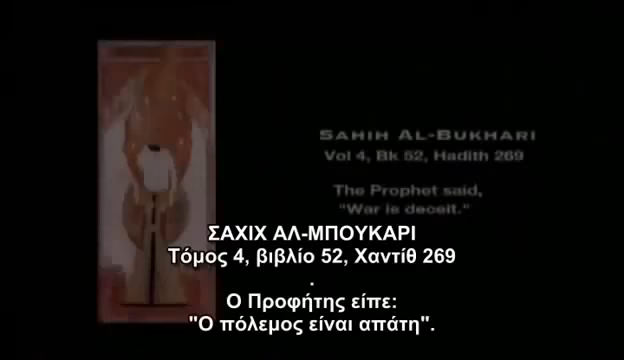 SAHIH AL-BUKHARI
Vol 4, Bk 52, Hadith 269
The Prophet said,
"War is deceit."
ΣΑΧΙΧ ΑΛ-ΜΠΟΥΚΑΡΙ
Τόμος 4, βιβλίο 52, Χαντίθ 269
.
Ο Προφήτης είπε:
"Ο πόλεμος είναι απάτη".